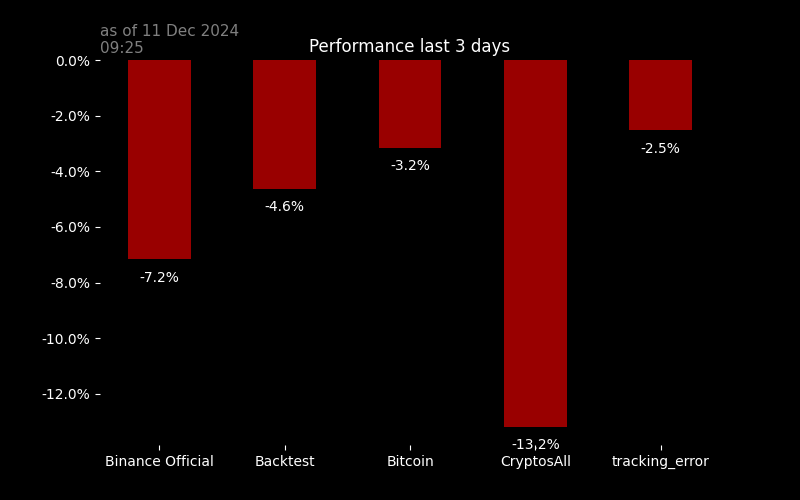 as of 11 Dec 2024
09:25
Performance last 3 days
0.0%
-2.0%
-4.0%
-6.0%
-8.0%
-10.0%
-12.0%
-7.2%
-4.6%
-3.2%
-13.2%
-2.5%
Binance Official
Backtest
Bitcoin
CryptosAll
tracking_error